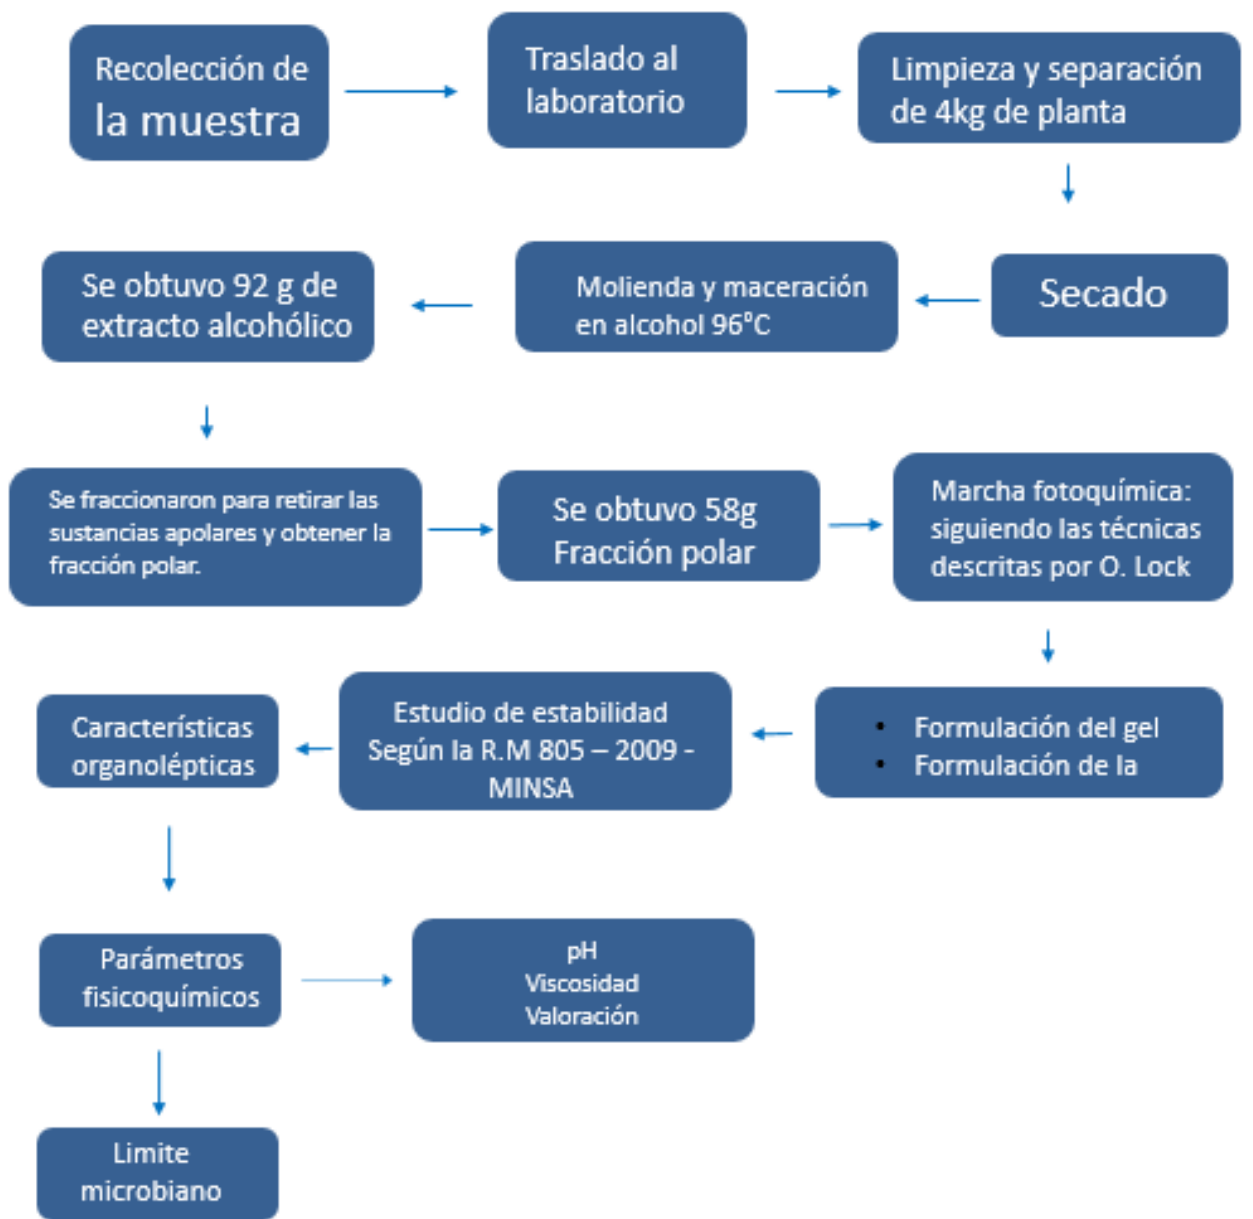 Recolección de
la muestra
Traslado al
laboratorio
Limpieza y separación
de 4kg de planta
Secado
Molienda y maceración
en alcohol 96°C
Se obtuvo 92 g de
extracto alcohólico
Se fraccionaron para retirar las
sustancias apolares y obtener la
fracción polar.
Se obtuvo 58g
Fracción polar
Marcha fotoquímica:
siguiendo las técnicas
descritas por O. Lock
• Formulación del gel
• Formulación de la
Estudio de estabilidad
Según la R.M 805 – 2009 -
MINSA
Características
organolépticas
Parámetros
fisicoquímicos
pH
Viscosidad
Valoración
Limite
microbiano